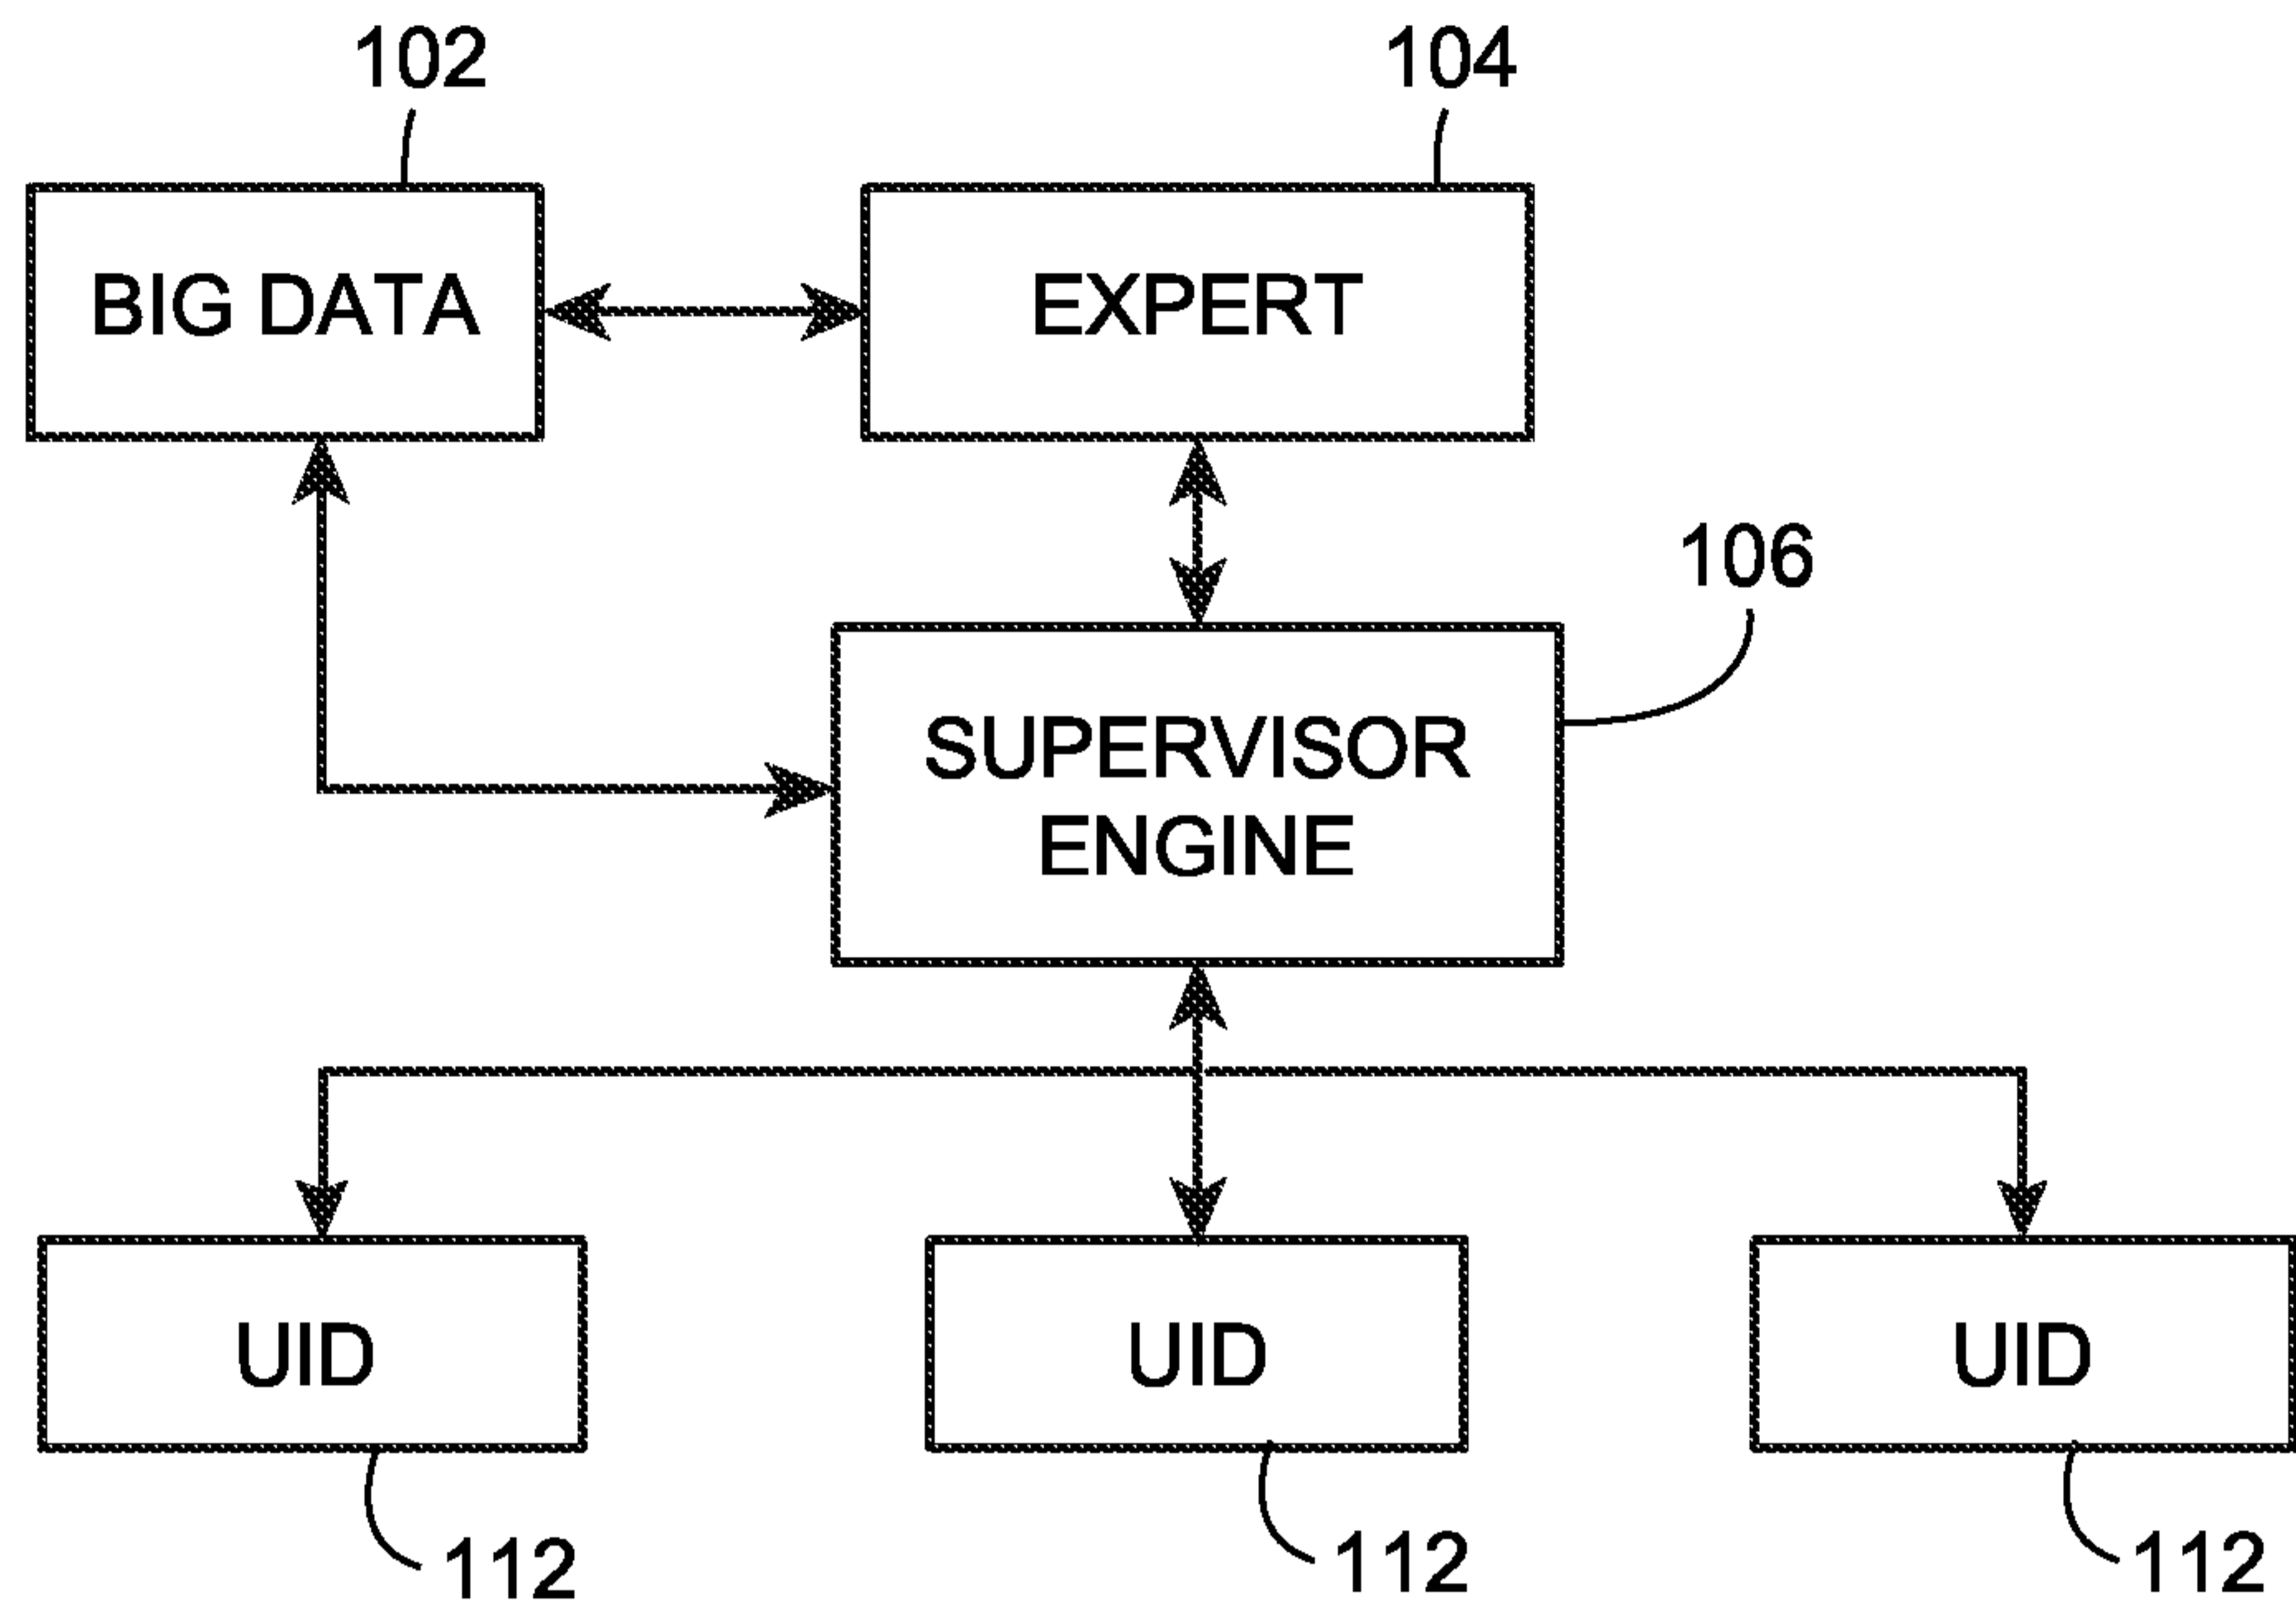 102
104
BIG DATA
EXPERT
106
SUPERVISOR
ENGINE
UID
UID
UID
112
112
112